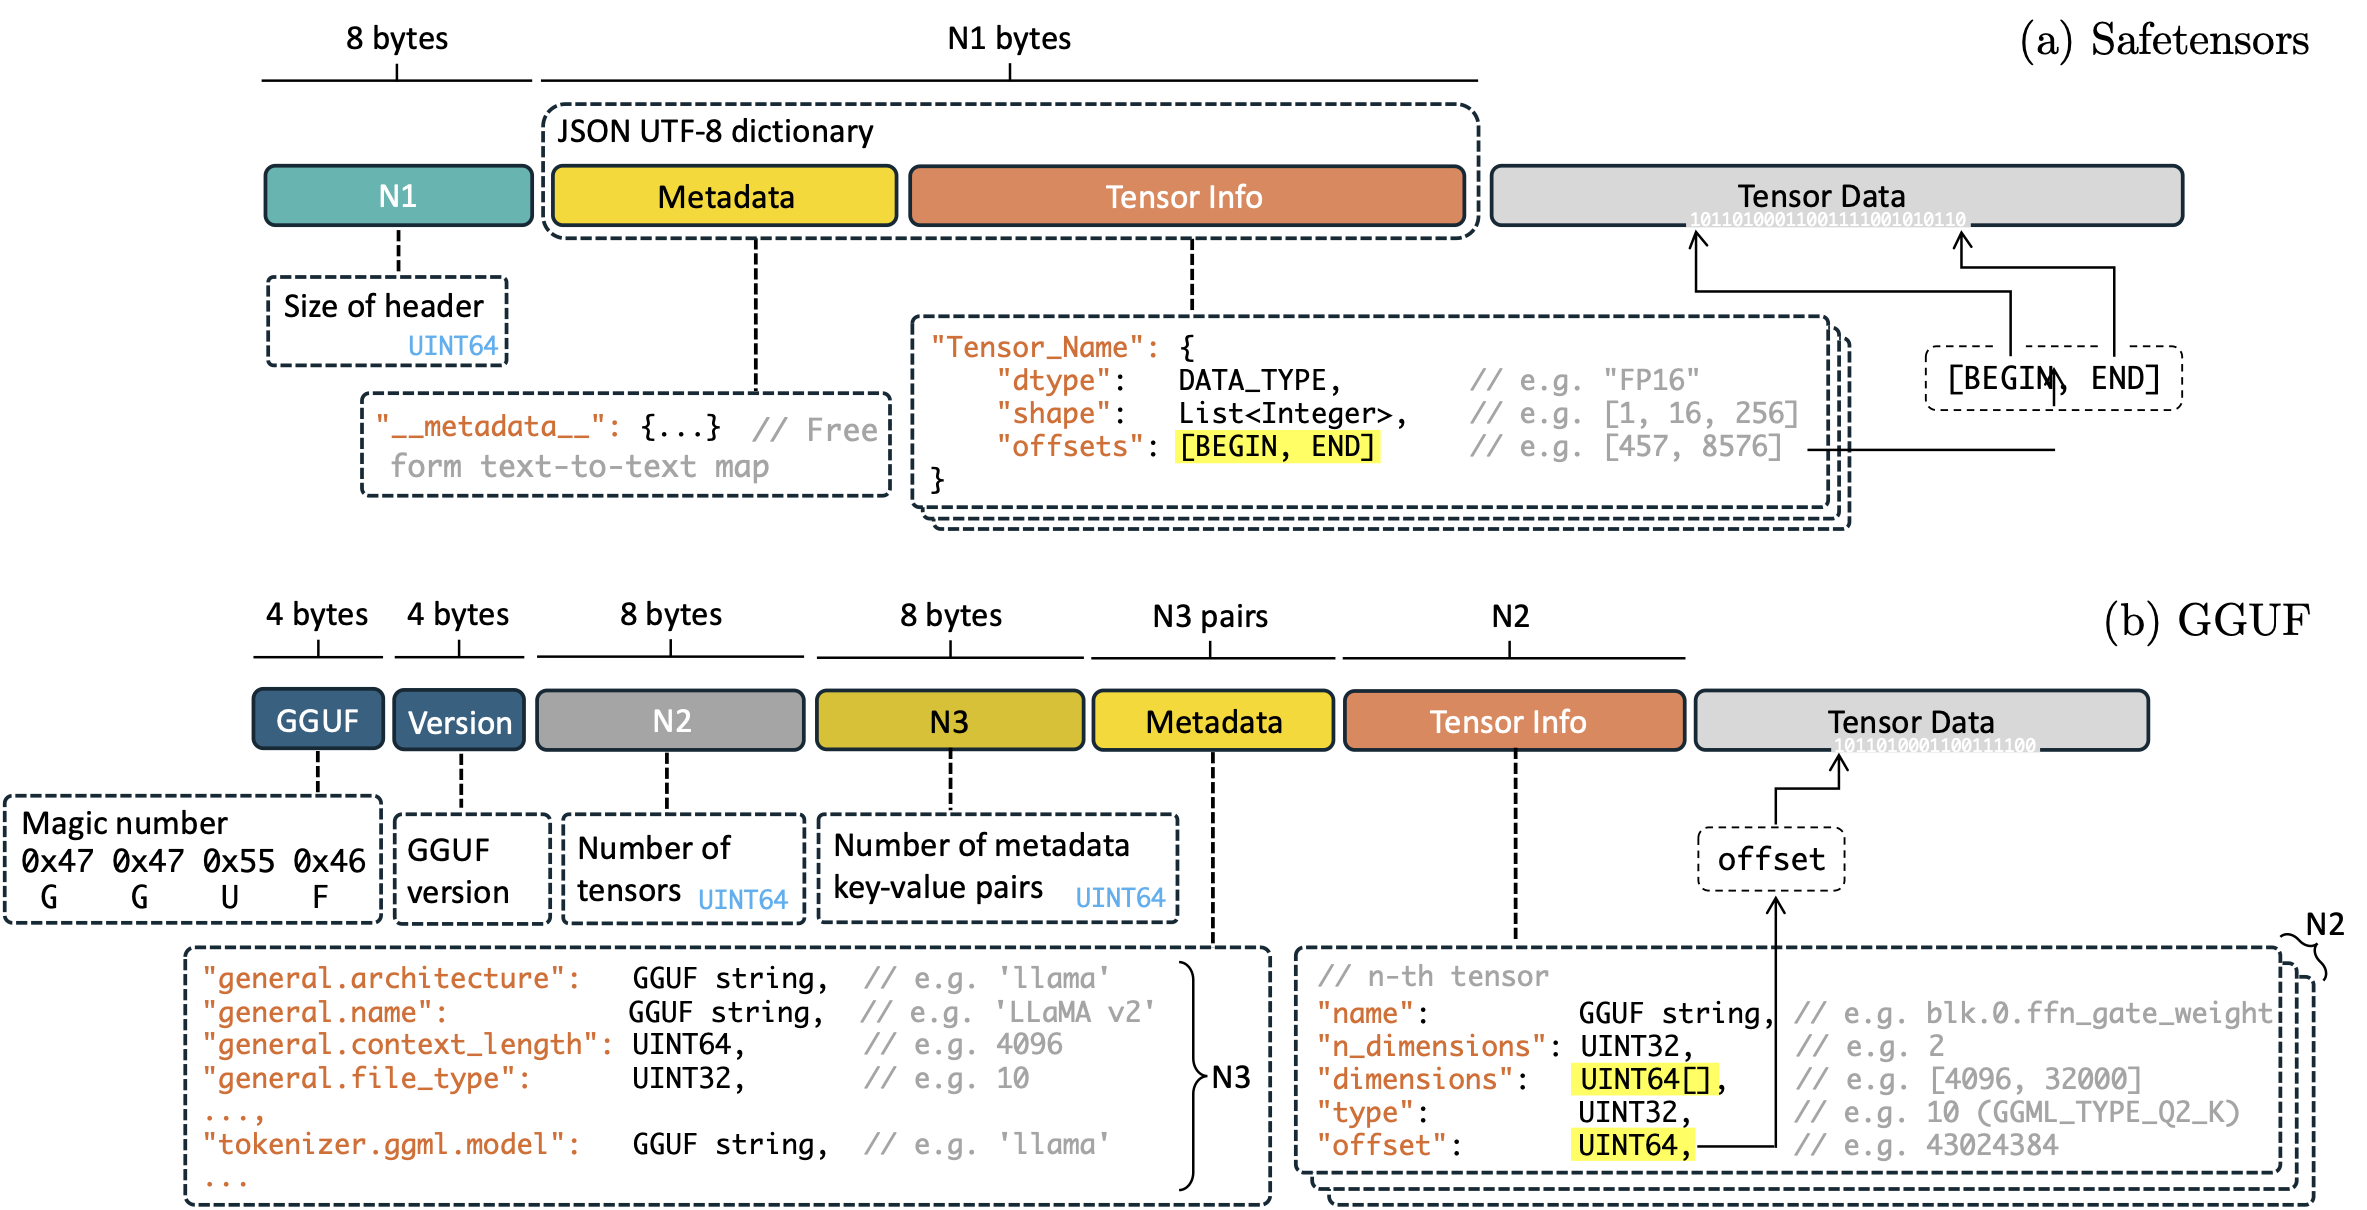 8 bytes
N1 bytes
(a) Safetensors
JSON UTF-8 dictionary
N1
Metadata
Tensor Info
Tensor Data
1011010001100111100101011​0
Size of header
UINT64
"__metadata__": {...} // Free
form text-to-text map
"Tensor_Name": {
"dtype": DATA_TYPE, // e.g. "FP16"
"shape": List<Integer>, // e.g. [1, 16, 256]
"offsets": [BEGIN, END] // e.g. [457, 8576]
}
[BEGIN, END]
4 bytes
4 bytes
8 bytes
8 bytes
N3 pairs
N2
(b) GGUF
GGUF
Version
N2
N3
Metadata
Tensor Info
Tensor Data
1011010001100111100
Magic number
0x47 0x47 0x55 0x46
G G U F
GGUF
version
Number of
tensors UINT64
Number of metadata
key-value pairs UINT64
offset
"general.architecture": GGUF string, // e.g. 'llama'
"general.name": GGUF string, // e.g. 'LLaMA v2'
"general.context_length": UINT64, // e.g. 4096
"general.file_type": UINT32, // e.g. 10
...,
"tokenizer.ggml.model": GGUF string, // e.g. 'llama'
...
N3
N2
// n-th tensor
"name": GGUF string, // e.g. blk.0.ffn_gate_weight
"n_dimensions": UINT32, // e.g. 2
"dimensions": UINT64[], // e.g. [4096, 32000]
"type": UINT32, // e.g. 10 (GGML_TYPE_Q2_K)
"offset": UINT64, // e.g. 43024384